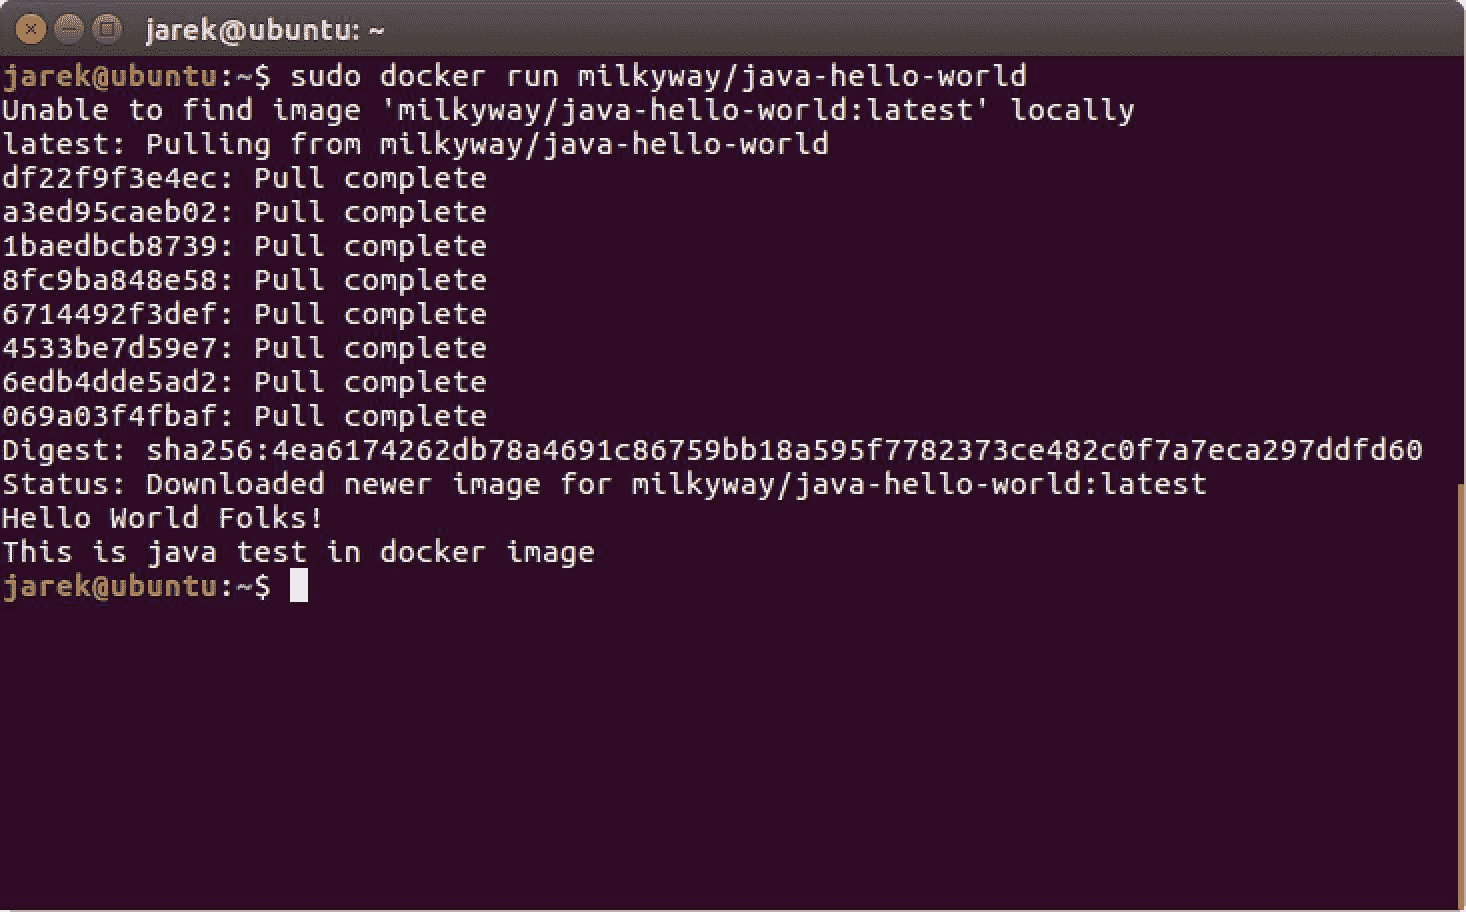 jarek@ubuntu: ~
jarek@ubuntu:~$ sudo docker run milkyway/java-hello-world
Unable to find image 'milkyway/java-hello-world:latest' locally
latest: Pulling from milkyway/java-hello-world
df22f9f3e4ec: Pull complete
a3ed95caeb02: Pull complete
1baedbcb8739: Pull complete
8fc9ba848e58: Pull complete
6714492f3def: Pull complete
4533be7d59e7: Pull complete
6edb4dde5ad2: Pull complete
069a03f4fbaf: Pull complete
Digest: sha256:4ea6174262db78a4691c86759bb18a595f7782373ce482c0f7a7eca297ddfd60
Status: Downloaded newer image for milkyway/java-hello-world:latest
Hello World Folks!
This is java test in docker image
jarek@ubuntu:~$